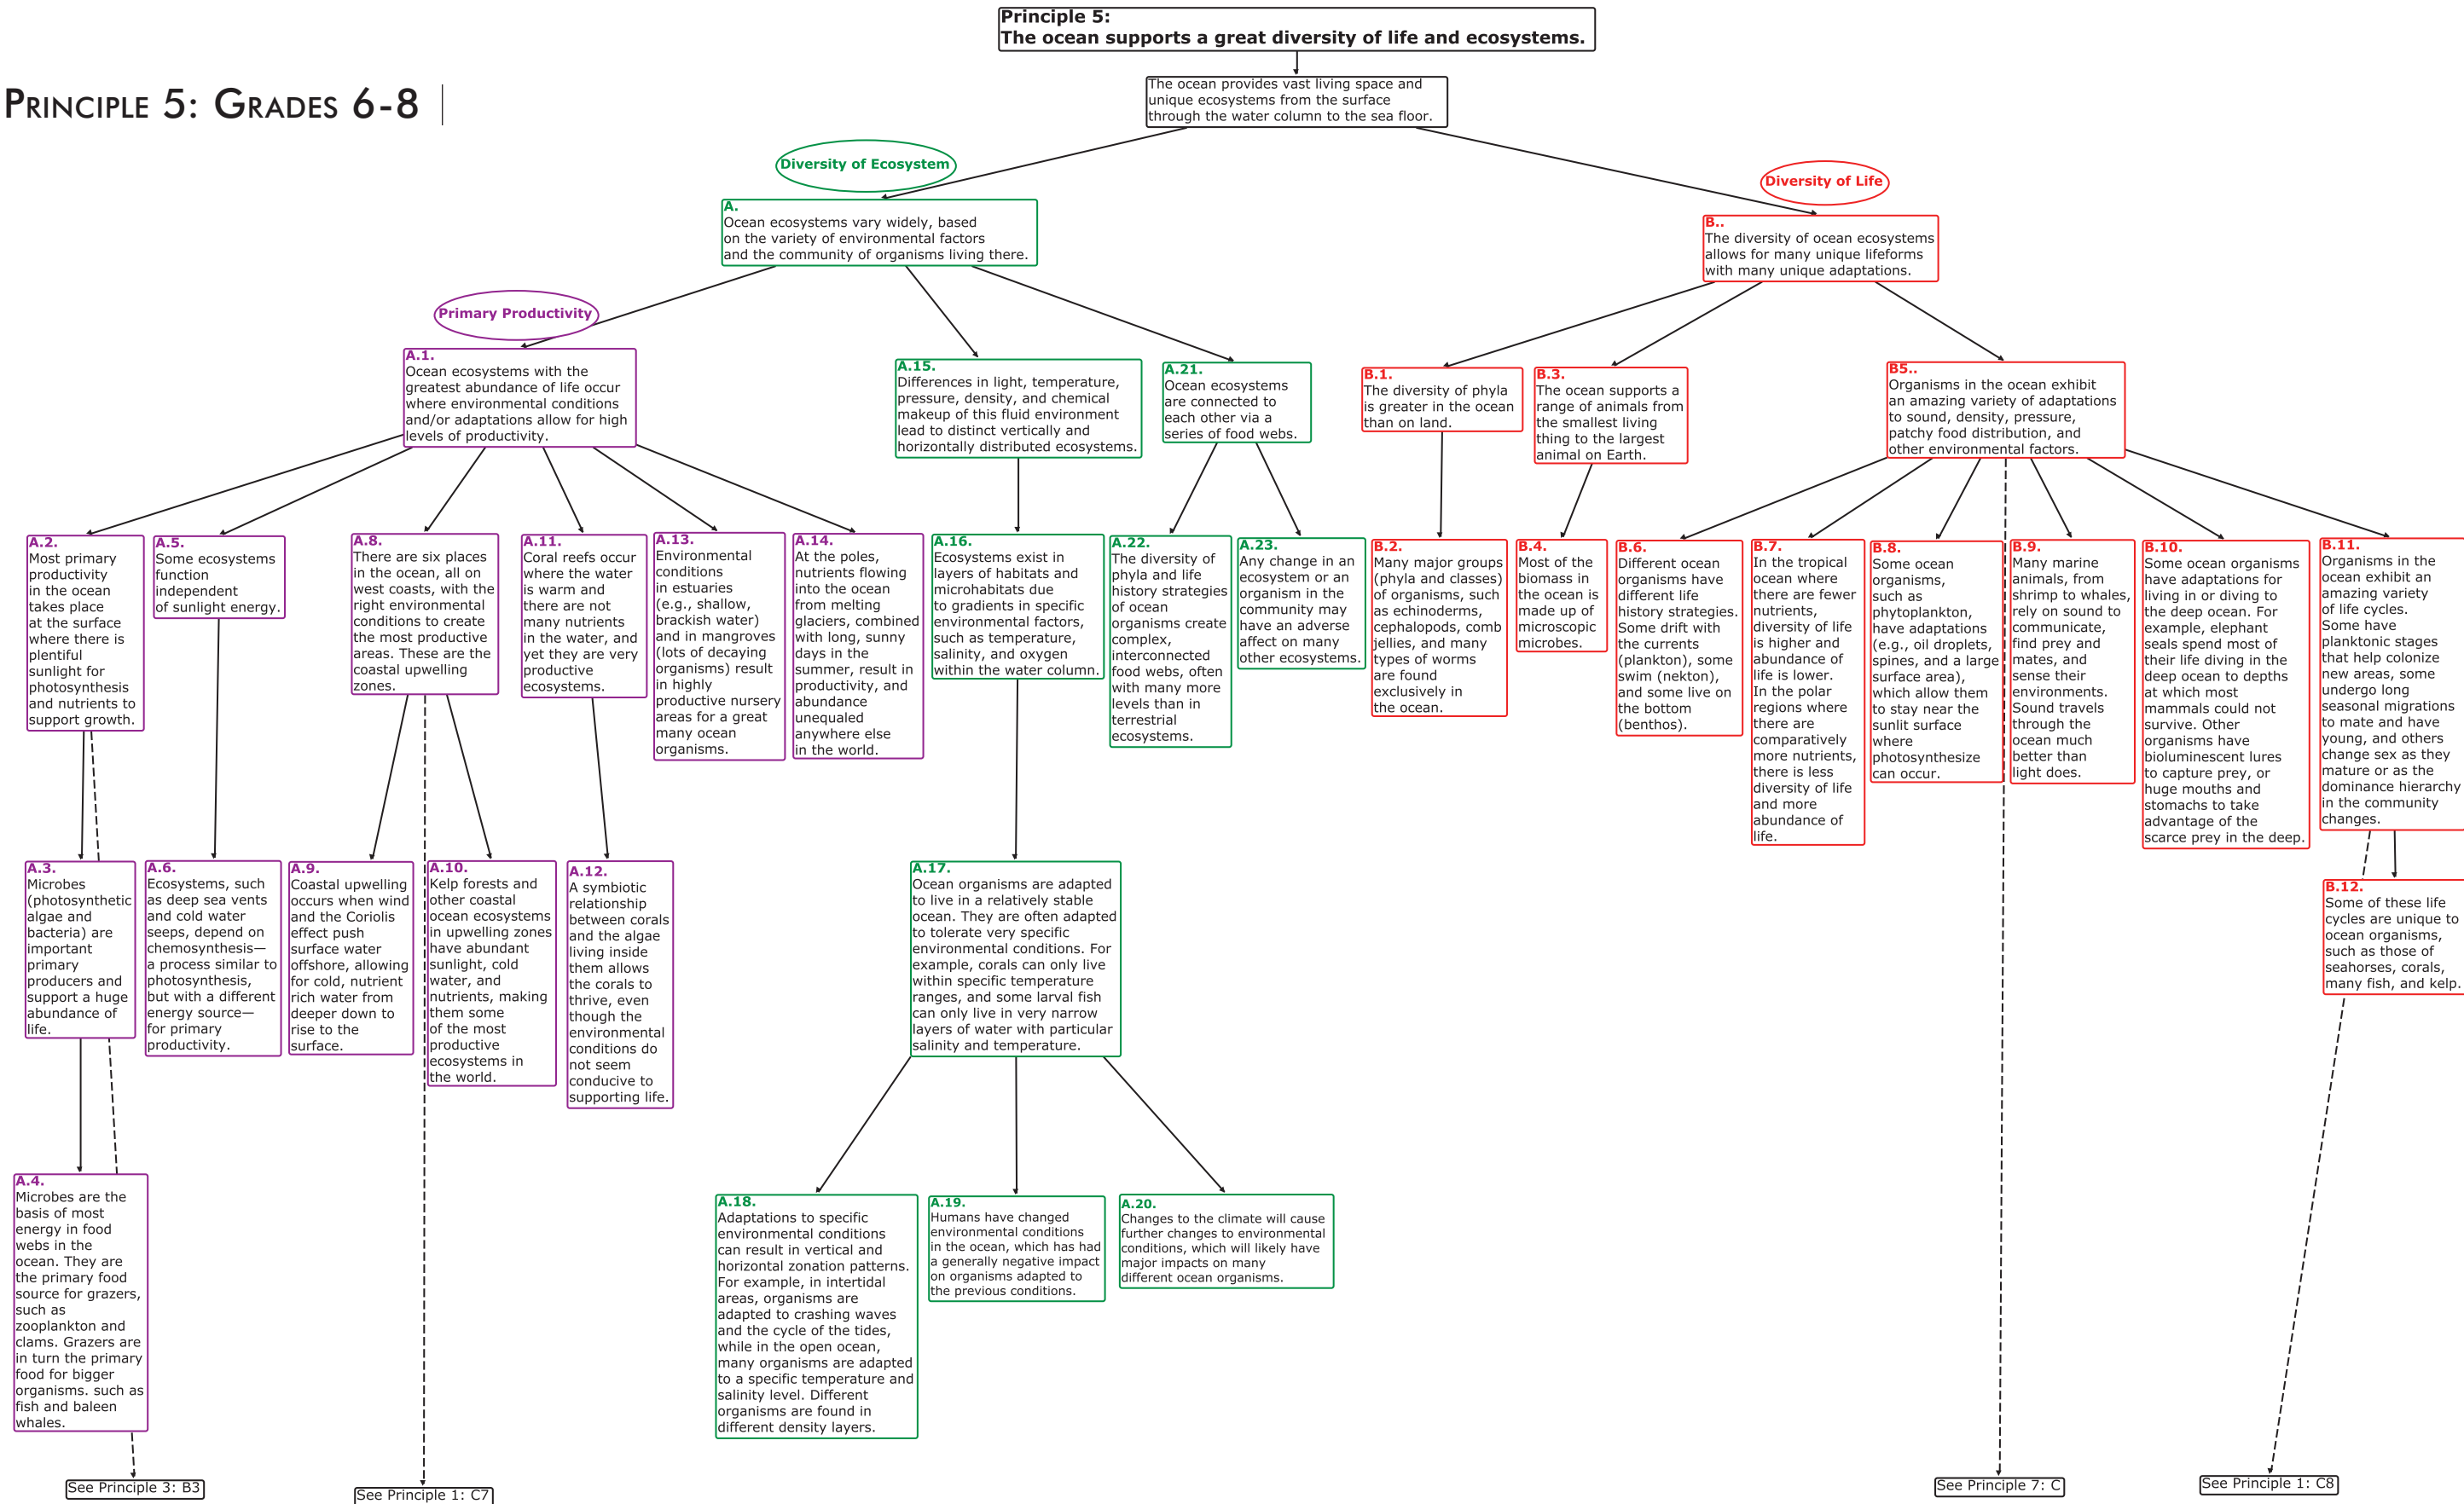 Principle 5:
The ocean supports a great diversity of life and ecosystems.
The ocean provides vast living space and
unique ecosystems from the surface
through the water column to the sea floor.
Principle 5: Grades 6-8
Diversity of Ecosystem
Diversity of Life
A.
Ocean ecosystems vary widely, based
on the variety of environmental factors
and the community of organisms living there.
B..
The diversity of ocean ecosystems
allows for many unique lifeforms
with many unique adaptations.
Primary Productivity
A.1.
Ocean ecosystems with the
greatest abundance of life occur
where environmental conditions
and/or adaptations allow for high
levels of productivity.
A.15.
Differences in light, temperature,
pressure, density, and chemical
makeup of this fluid environment
lead to distinct vertically and
horizontally distributed ecosystems.
A.21.
Ocean ecosystems
are connected to
each other via a
series of food webs.
B.1.
The diversity of phyla
is greater in the ocean
than on land.
B.3.
The ocean supports a
range of animals from
the smallest living
thing to the largest
animal on Earth.
B5..
Organisms in the ocean exhibit
an amazing variety of adaptations
to sound, density, pressure,
patchy food distribution, and
other environmental factors.
A.2.
Most primary
productivity
in the ocean
takes place
at the surface
where there is
plentiful
sunlight for
photosynthesis
and nutrients to
support growth.
A.5.
Some ecosystems
function
independent
of sunlight energy.
A.8.
There are six places
in the ocean, all on
west coasts, with the
right environmental
conditions to create
the most productive
areas. These are the
coastal upwelling
zones.
A.11.
Coral reefs occur
where the water
is warm and
there are not
many nutrients
in the water, and
yet they are very
productive
ecosystems.
A.13.
Environmental
conditions
in estuaries
(e.g., shallow,
brackish water)
and in mangroves
(lots of decaying
organisms) result
in highly
productive nursery
areas for a great
many ocean
organisms.
A.14.
At the poles,
nutrients flowing
into the ocean
from melting
glaciers, combined
with long, sunny
days in the
summer, result in
productivity, and
abundance
unequaled
anywhere else
in the world.
A.16.
Ecosystems exist in
layers of habitats and
microhabitats due
to gradients in specific
environmental factors,
such as temperature,
salinity, and oxygen
within the water column.
A.22.
The diversity of
phyla and life
history strategies
of ocean
organisms create
complex,
interconnected
food webs, often
with many more
levels than in
terrestrial
ecosystems.
A.23.
Any change in an
ecosystem or an
organism in the
community may
have an adverse
affect on many
other ecosystems.
B.2.
Many major groups
(phyla and classes)
of organisms, such
as echinoderms,
cephalopods, comb
jellies, and many
types of worms
are found
exclusively in
the ocean.
B.4.
Most of the
biomass in
the ocean is
made up of
microscopic
microbes.
B.6.
Different ocean
organisms have
different life
history strategies.
Some drift with
the currents
(plankton), some
swim (nekton),
and some live on
the bottom
(benthos).
B.7.
In the tropical
ocean where
there are fewer
nutrients,
diversity of life
is higher and
abundance of
life is lower.
In the polar
regions where
there are
comparatively
more nutrients,
there is less
diversity of life
and more
abundance of
life.
B.8.
Some ocean
organisms,
such as
phytoplankton,
have adaptations
(e.g., oil droplets,
spines, and a large
surface area),
which allow them
to stay near the
sunlit surface
where
photosynthesize
can occur.
B.9.
Many marine
animals, from
shrimp to whales,
rely on sound to
communicate,
find prey and
mates, and
sense their
environments.
Sound travels
through the
ocean much
better than
light does.
B.10.
Some ocean organisms
have adaptations for
living in or diving to
the deep ocean. For
example, elephant
seals spend most of
their life diving in the
deep ocean to depths
at which most
mammals could not
survive. Other
organisms have
bioluminescent lures
to capture prey, or
huge mouths and
stomachs to take
advantage of the
scarce prey in the deep.
B.11.
Organisms in the
ocean exhibit an
amazing variety
of life cycles.
Some have
planktonic stages
that help colonize
new areas, some
undergo long
seasonal migrations
to mate and have
young, and others
change sex as they
mature or as the
dominance hierarchy
in the community
changes.
A.3.
Microbes
(photosynthetic
algae and
bacteria) are
important
primary
producers and
support a huge
abundance of
life.
A.6.
Ecosystems, such
as deep sea vents
and cold water
seeps, depend on
chemosynthesis—
a process similar to
photosynthesis,
but with a different
energy source—
for primary
productivity.
A.9.
Coastal upwelling
occurs when wind
and the Coriolis
effect push
surface water
offshore, allowing
for cold, nutrient
rich water from
deeper down to
rise to the
surface.
A.10.
Kelp forests and
other coastal
ocean ecosystems
in upwelling zones
have abundant
sunlight, cold
water, and
nutrients, making
them some
of the most
productive
ecosystems in
the world.
A.12.
A symbiotic
relationship
between corals
and the algae
living inside
them allows
the corals to
thrive, even
though the
environmental
conditions do
not seem
conducive to
supporting life.
A.17.
Ocean organisms are adapted
to live in a relatively stable
ocean. They are often adapted
to tolerate very specific
environmental conditions. For
example, corals can only live
within specific temperature
ranges, and some larval fish
can only live in very narrow
layers of water with particular
salinity and temperature.
B.12.
Some of these life
cycles are unique to
ocean organisms,
such as those of
seahorses, corals,
many fish, and kelp.
A.4.
Microbes are the
basis of most
energy in food
webs in the
ocean. They are
the primary food
source for grazers,
such as
zooplankton and
clams. Grazers are
in turn the primary
food for bigger
organisms. such as
fish and baleen
whales.
A.18.
Adaptations to specific
environmental conditions
can result in vertical and
horizontal zonation patterns.
For example, in intertidal
areas, organisms are
adapted to crashing waves
and the cycle of the tides,
while in the open ocean,
many organisms are adapted
to a specific temperature and
salinity level. Different
organisms are found in
different density layers.
A.19.
Humans have changed
environmental conditions
in the ocean, which has had
a generally negative impact
on organisms adapted to
the previous conditions.
A.20.
Changes to the climate will cause
further changes to environmental
conditions, which will likely have
major impacts on many
different ocean organisms.
See Principle 3: B3
See Principle 1: C7
See Principle 7: C
See Principle 1: C8